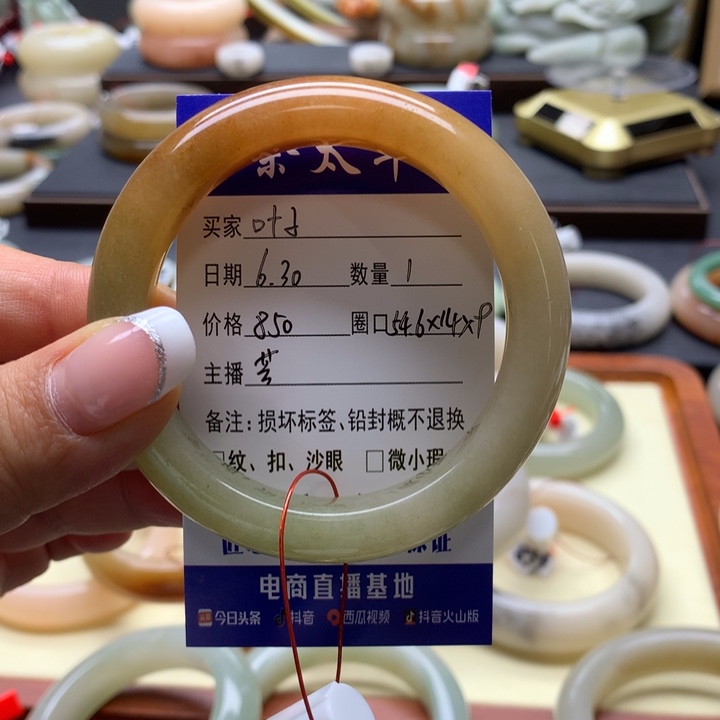 买家 叶子
日期 6.30 数量 1
价格 850 圈口 54.6×14×9
主播 芸
备注：损坏标签、铅封概不退换
纹、扣、沙眼 □微小瑕
电商直播基地
今日头条 抖音 西瓜视频 抖音火山版